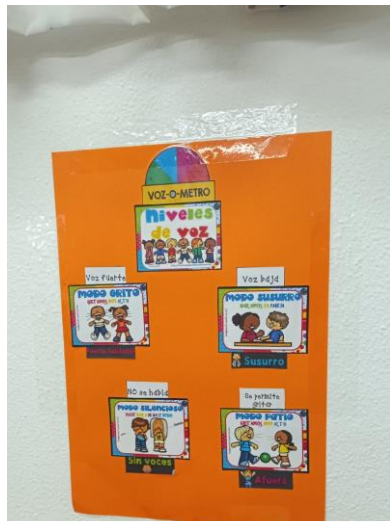 VOZ-O-METRO
Niveles
de voz
Voz fuerte
MODO GRITO
Voz baja
MODO SUSURRO
Susurro
NO se habla
MODO SILENCIOSO
Sin voces
Se permite
grito
MODO PATIO
Afuera